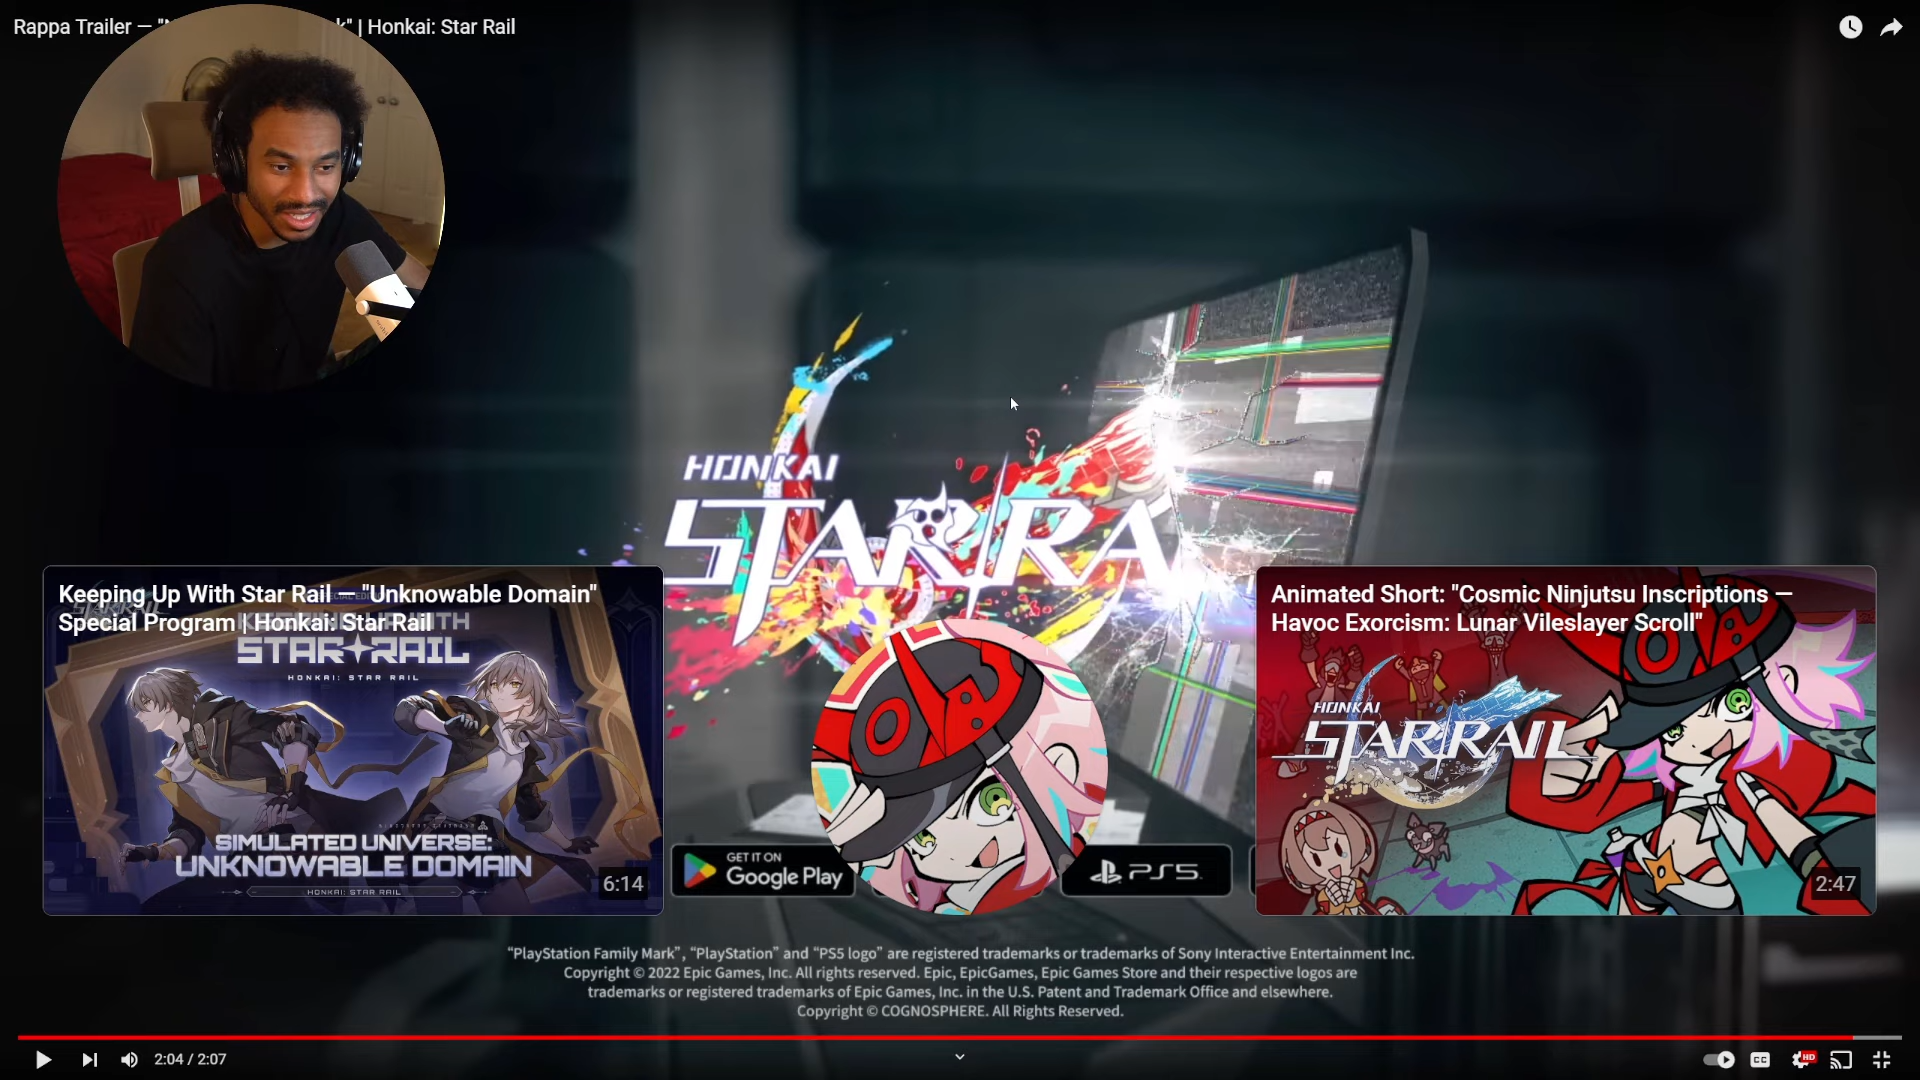 Rappa Trailer — "N k" | Honkai: Star Rail
HONKAI
STAR RA
Keeping Up With Star Rail — "Unknowable Domain"
Special Program | Honkai: Star Rail
STAR RAIL
HONKAI: STAR RAIL
SIMULATED UNIVERSE:
UNKNOWABLE DOMAIN
HONKAI: STAR RAIL
6:14
GET IT ON
Google Play
PS5
Animated Short: "Cosmic Ninjutsu Inscriptions —
Havoc Exorcism: Lunar Vileslayer Scroll"
HONKAI
STAR RAIL
2:47
“PlayStation Family Mark”, “PlayStation” and “PS5 logo” are registered trademarks or trademarks of Sony Interactive Entertainment Inc.
Copyright © 2022 Epic Games, Inc. All rights reserved. Epic, EpicGames, Epic Games Store and their respective logos are
trademarks or registered trademarks of Epic Games, Inc. in the U.S. Patent and Trademark Office and elsewhere.
Copyright © COGNOSPHERE. All Rights Reserved.
2:04 / 2:07
CC
HD